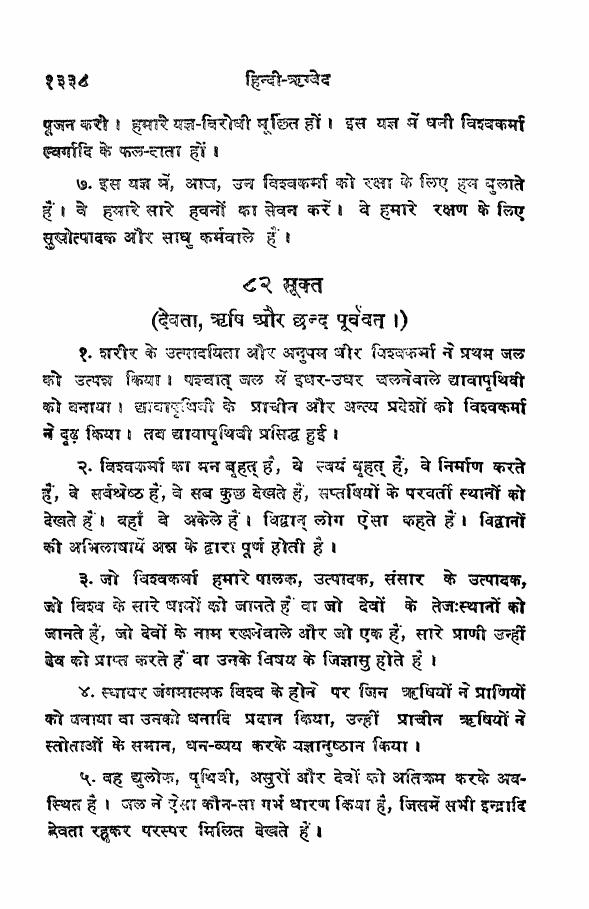 १३३८ हिन्दी-ऋग्वेद
पूजन करो। हमारे यज्ञ-विरोधी मूर्छित हों। इस यज्ञ में धनी विश्वकर्मा
स्वर्गादि के फल-दाता हों।
७. इस यज्ञ में, आज, उन विश्वकर्मा को रक्षा के लिए हम बुलाते
हैं। वे हमारे सारे हवनों का सेवन करें। वे हमारे रक्षण के लिए
सुखोत्पादक और साधु कर्मवाले हैं।
८२ सूक्त
(देवता, ऋषि और छन्द पूर्ववत्।)
१. शरीर के उत्पादयिता और अनुपम धीर विश्वकर्मा ने प्रथम जल
को उत्पन्न किया। पश्चात् जल में इधर-उधर चलनेवाले द्यावापृथिवी
को बनाया। द्यावापृथिवी के प्राचीन और अन्त्य प्रदेशों को विश्वकर्मा
ने दृढ़ किया। तब द्यावापृथिवी प्रसिद्ध हुई।
२. विश्वकर्मा का मन बृहत् है, वे स्वयं बृहत् हैं, वे निर्माण करते
हैं, वे सर्वश्रेष्ठ हैं, वे सब कुछ देखते हैं, सप्तर्षियों के परवर्ती स्थानों को
देखते हैं। वहाँ वे अकेले हैं। विद्वान् लोग ऐसा कहते हैं। विद्वानों
की अभिलाषायें अन्न के द्वारा पूर्ण होती है।
३. जो विश्वकर्मा हमारे पालक, उत्पादक, संसार के उत्पादक,
जो विश्व के सारे धामों को जानते हैं वा जो देवों के तेजःस्थानों को
जानते हैं, जो देवों के नाम रखनेवाले और जो एक हैं, सारे प्राणी उन्हीं
देव को प्राप्त करते हैं वा उनके विषय के जिज्ञासु होते हैं।
४. स्थावर जंगमात्मक विश्व के होने पर जिन ऋषियों ने प्राणियों
को बनाया वा उनको धनादि प्रदान किया, उन्हीं प्राचीन ऋषियों ने
स्तोताओं के समान, धन-व्यय करके यज्ञानुष्ठान किया।
५. वह द्युलोक, पृथिवी, असुरों और देवों को अतिक्रम करके अव-
स्थित है। जल ने ऐसा कौन-सा गर्भ धारण किया है, जिसमें सभी इन्द्रादि
देवता रहकर परस्पर मिलित देखते हैं।